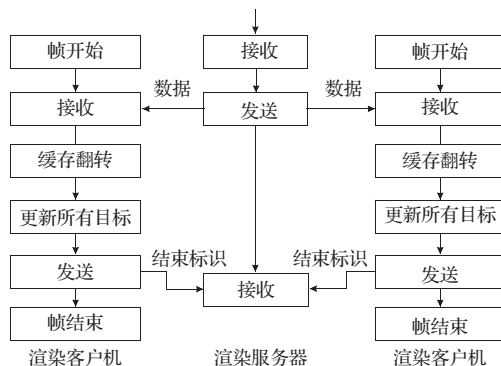 帧开始
接收
帧开始
数据
数据
接收
发送
接收
缓存翻转
缓存翻转
更新所有目标
更新所有目标
结束标识
结束标识
发送
接收
发送
帧结束
帧结束
渲染客户机
渲染服务器
渲染客户机